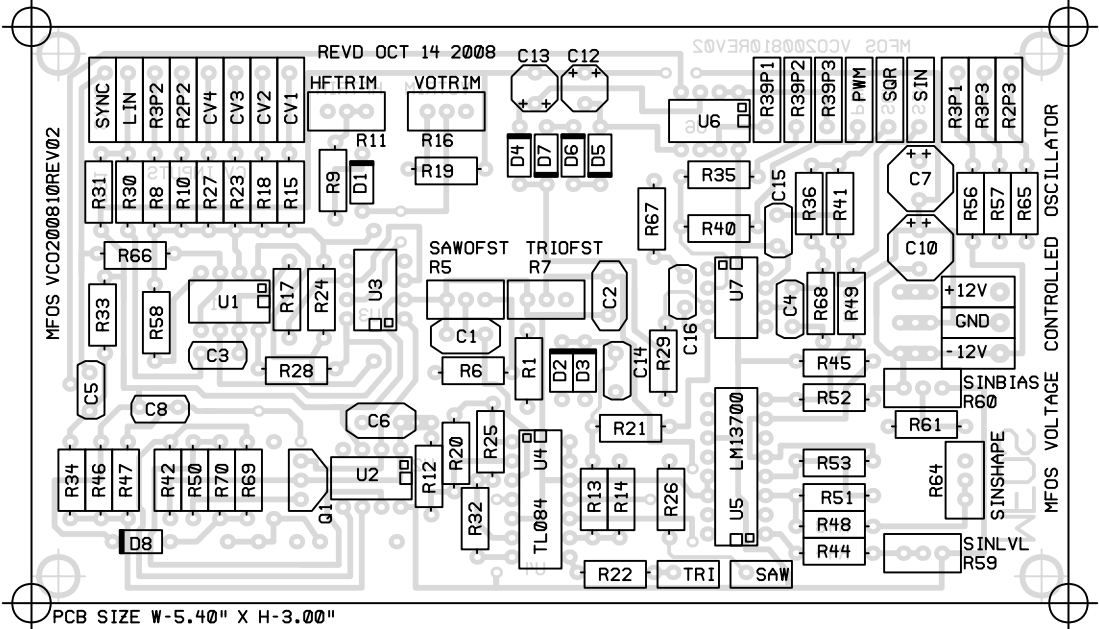 REVD OCT 14 2008
MFOS VCO200810REV02
C13
C12
HFTRIM
VOTRIM
SYNC
LIN
R3P2
R2P2
CV4
CV3
CV2
CV1
R11
R16
U6
U6
R39P1
R39P2
R39P3
PWM
SQR
SIN
R3P1
R3P3
R2P3
D4
D7
D6
D5
MFOS VCO200810REV02
CV INPUTS
R31
R30
R8
R10
R27
R23
R18
R15
R9
D1
R19
R35
C15
R36
R41
C7
R56
R57
R65
R67
R40
C10
R66
SAWOFST
TRIOFST
R5
R7
U1
R17
R24
U3
U3
C2
C16
U7
C4
R68
R49
+12V
GND
-12V
R33
R58
C1
C3
R28
R6
R1
D2
D3
C14
R29
R45
SINBIAS
R60
C5
C8
C6
R52
R61
R21
LM13700
U5
R34
R46
R47
R42
R50
R70
R69
Q1
U2
R12
R20
R25
R32
U4
TL084
R13
R14
R26
R53
R51
R48
R44
R64
SINSHAPE
SINLVL
R59
D8
R22
TRI
SAW
MFOS VOLTAGE CONTROLLED OSCILLATOR
PCB SIZE W-5.40" X H-3.00"